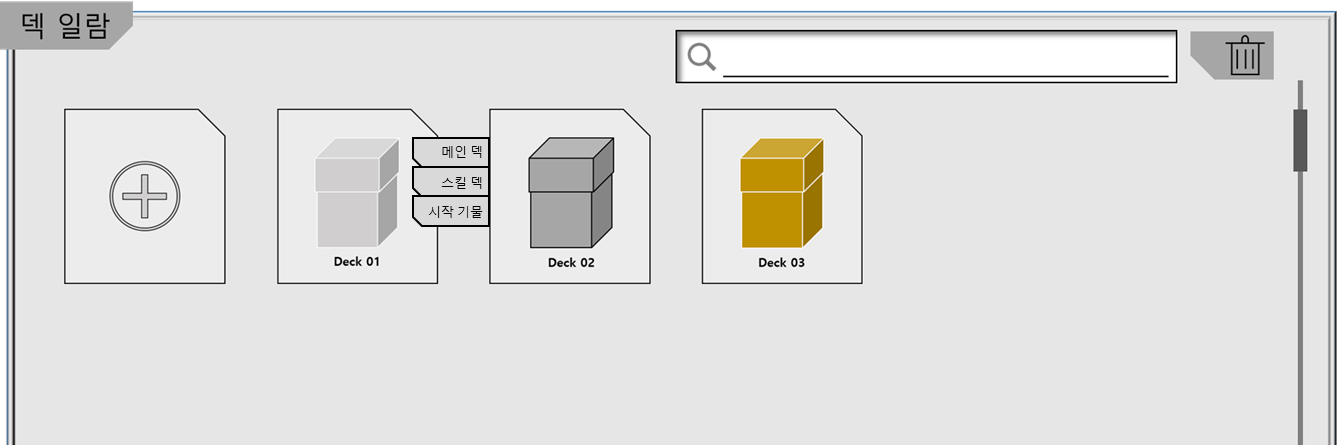 덱 일람
메인 덱
스킬 덱
시작 기물
Deck 01
Deck 02
Deck 03